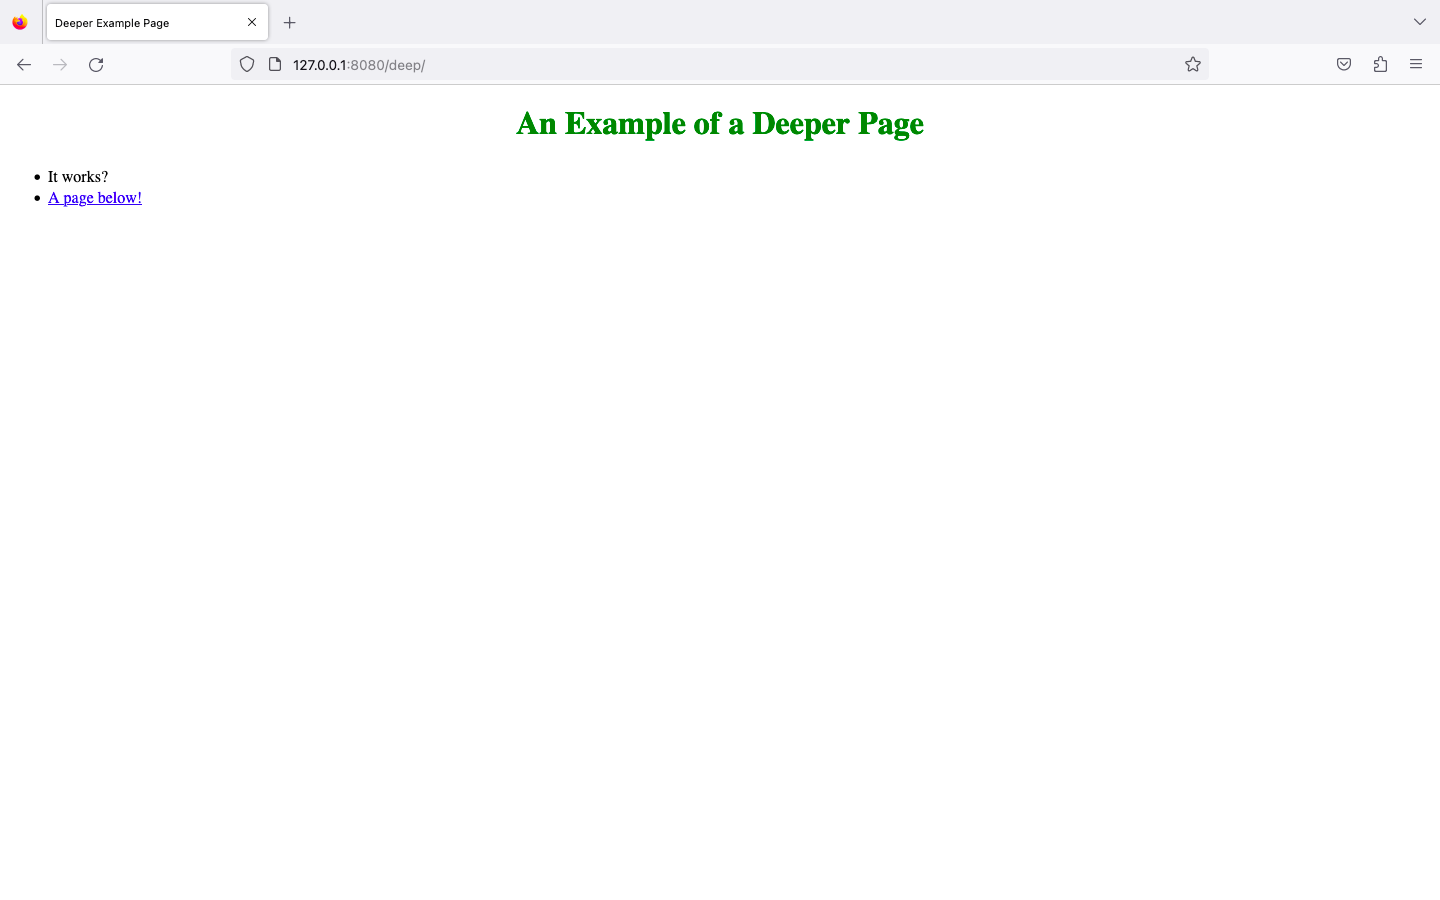 Deeper Example Page
127.0.0.1:8080/deep/
An Example of a Deeper Page
It works?
A page below!